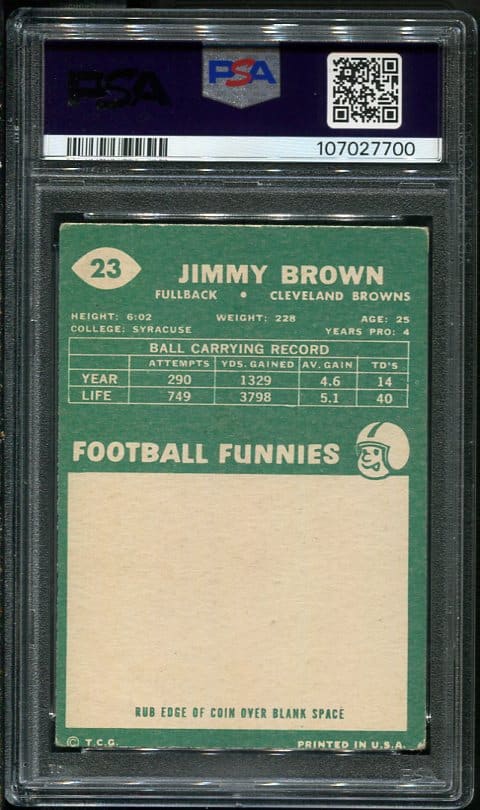 PSA
PSA
107027700
23
JIMMY BROWN
FULLBACK • CLEVELAND BROWNS
HEIGHT: 6:02 WEIGHT: 228 AGE: 25
COLLEGE: SYRACUSE YEARS PRO: 4
BALL CARRYING RECORD
ATTEMPTS YDS. GAINED AV. GAIN TD'S
YEAR 290 1329 4.6 14
LIFE 749 3798 5.1 40
FOOTBALL FUNNIES
RUB EDGE OF COIN OVER BLANK SPACE
© T.C.G. PRINTED IN U.S.A.